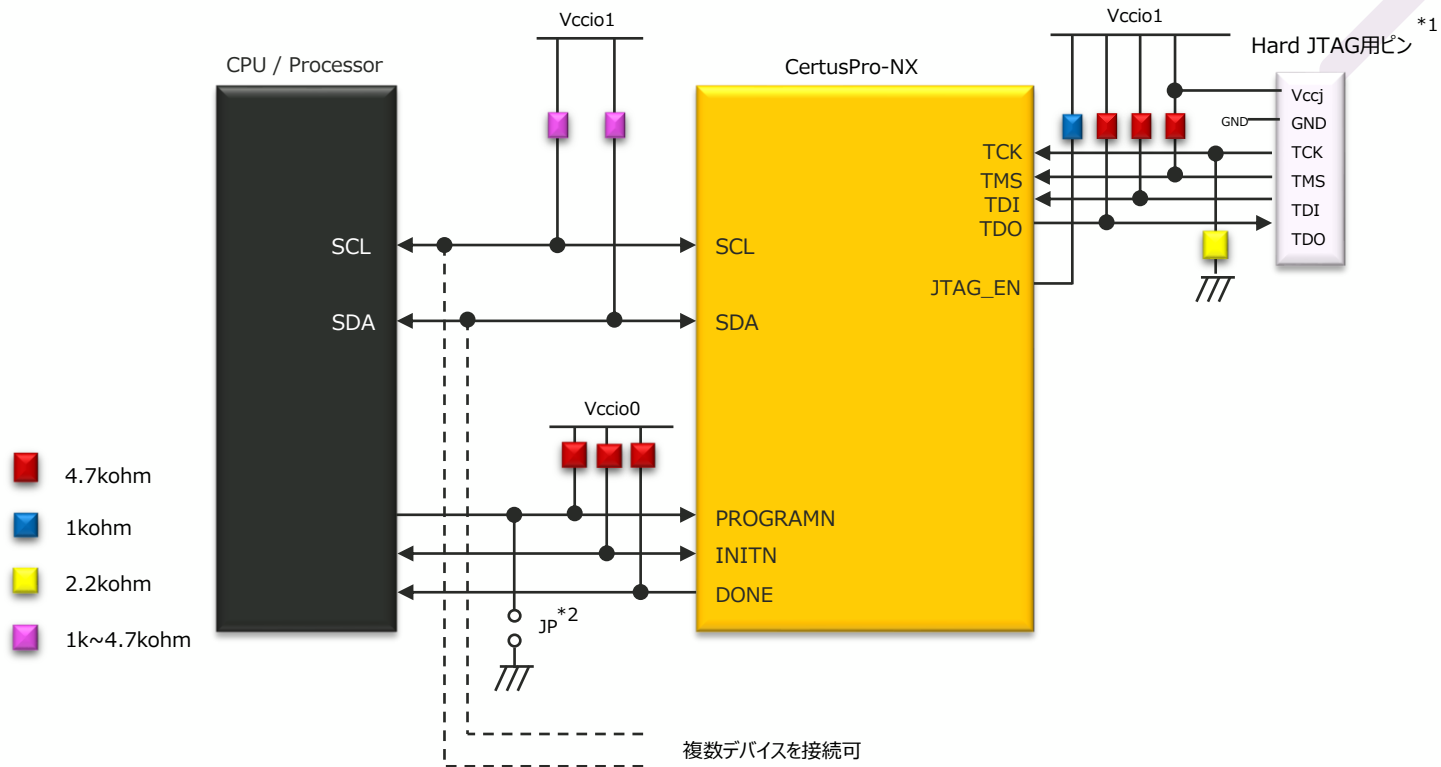 Vccio1
Vccio1
*1
Hard JTAG用ピン
CPU / Processor
CertusPro-NX
Vccj
GND
GND
TCK
TCK
TMS
TMS
TDI
TDI
TDO
TDO
SCL
SCL
JTAG_EN
SDA
SDA
Vccio0
4.7kohm
1kohm
2.2kohm
1k~4.7kohm
PROGRAMN
INITN
DONE
JP*2
複数デバイスを接続可